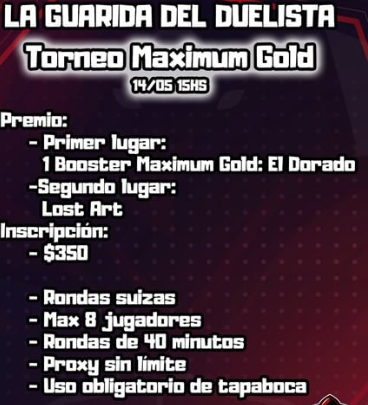 LA GUARIDA DEL DUELISTA
Torneo Maximum Gold
14/05 15HS
Premio:
- Primer lugar:
1 Booster Maximum Gold: El Dorado
-Segundo lugar:
Lost Art
Inscripción:
- $350
- Rondas suizas
- Max 8 jugadores
- Rondas de 40 minutos
- Proxy sin límite
- Uso obligatorio de tapaboca